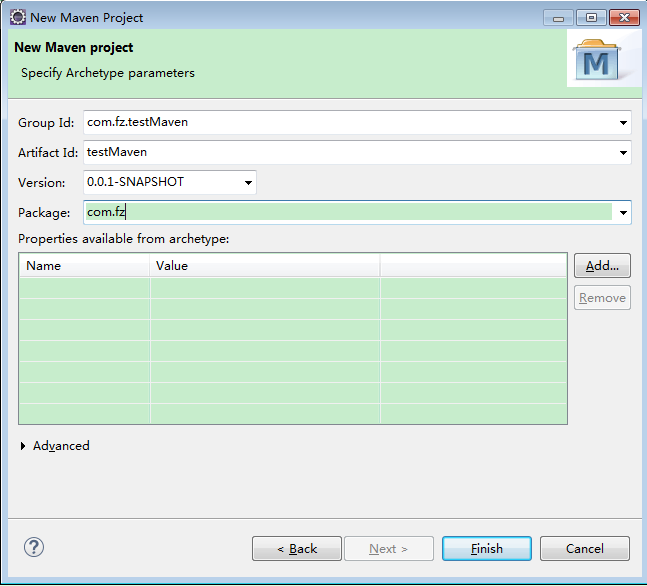 New Maven Project
New Maven project
Specify Archetype parameters
M
Group Id: com.fz.testMaven
Artifact Id: testMaven
Version: 0.0.1-SNAPSHOT
Package: com.fz
Properties available from archetype:
Name Value
Add...
Remove
Advanced
? < Back Next > Finish Cancel